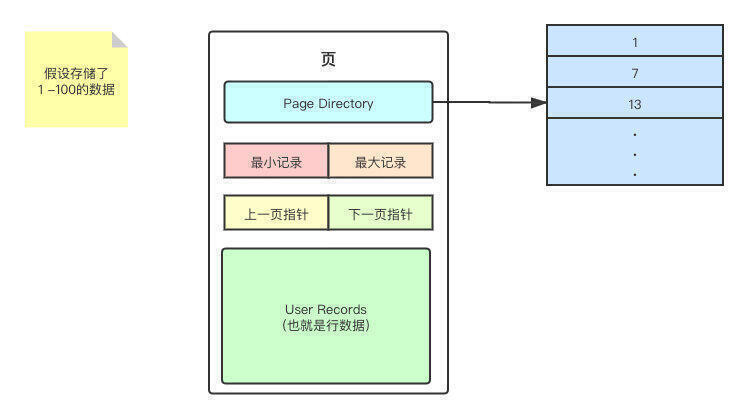 假设存储了
1 -100的数据
页
Page Directory
最小记录
最大记录
上一页指针
下一页指针
User Records
(也就是行数据)
1
7
13
.
.
.